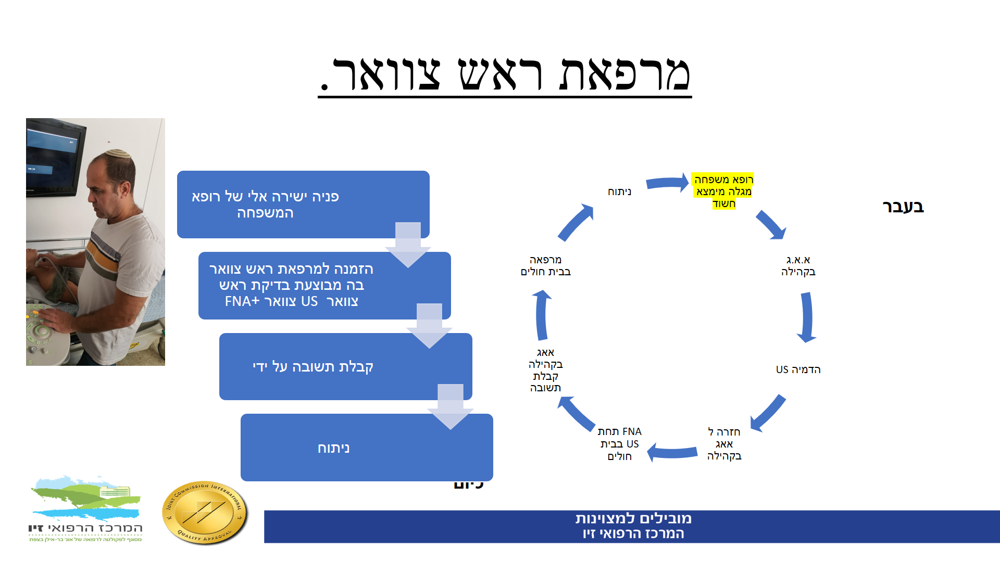 מרפאת ראש צוואר.
בעבר
רופא משפחה
מגלה מימצא
חשוד
א.א.ג
בקהילה
הדמיה US
חזרה ל
אאג
בקהילה
FNA תחת
US בבית
חולים
אאג
בקהילה
קבלת
תשובה
מרפאה
בבית חולים
ניתוח
פניה ישירה אלי של רופא
המשפחה
הזמנה למרפאת ראש צוואר
בה מבוצעת בדיקת ראש
צוואר  US צוואר +FNA
קבלת תשובה על ידי
ניתוח
כיום
מובילים למצוינות
המרכז הרפואי זיו
המרכז הרפואי זיו
מסונף לפקולטה לרפואה של אונ' בר-אילן בצפת
JOINT COMMISSION INTERNATIONAL
QUALITY APPROVAL